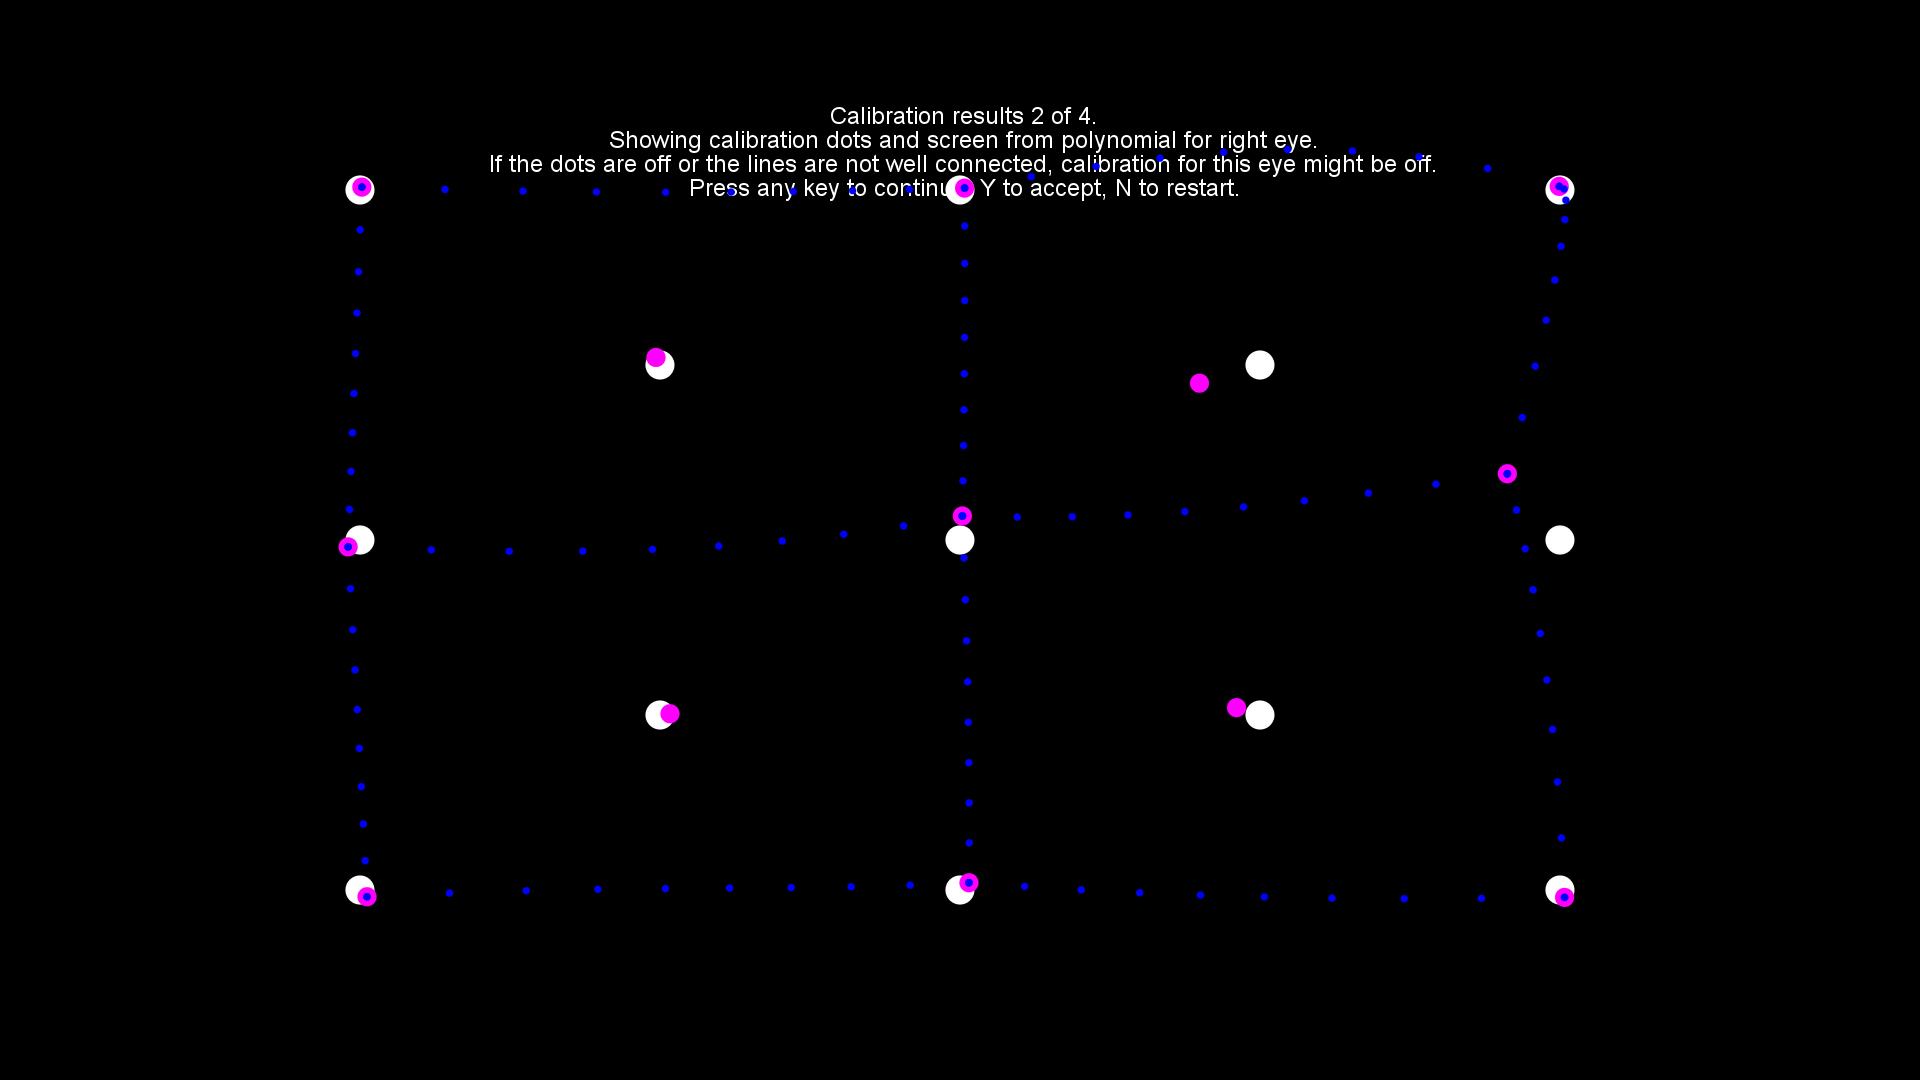 Calibration results 2 of 4.
Showing calibration dots and screen from polynomial for right eye.
If the dots are off or the lines are not well connected, calibration for this eye might be off.
Press any key to continue, Y to accept, N to restart.